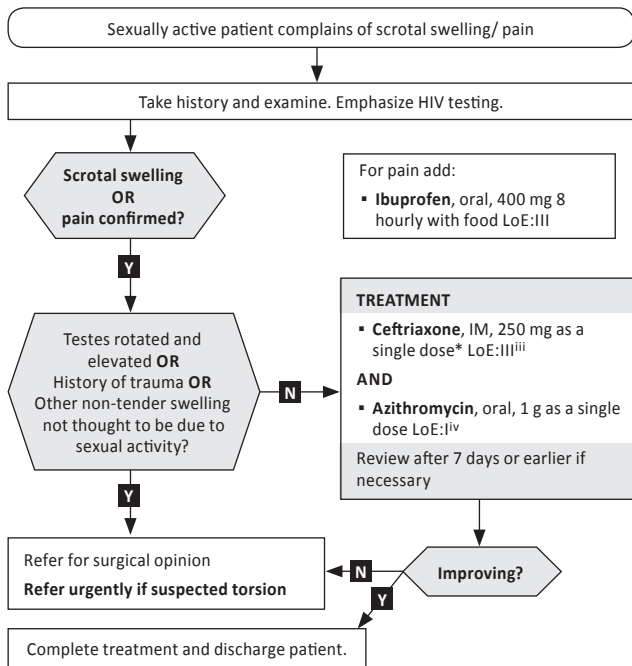 Sexually active patient complains of scrotal swelling/ pain
Take history and examine. Emphasize HIV testing.
Scrotal swelling
OR
pain confirmed?
For pain add:
▪ Ibuprofen, oral, 400 mg 8
hourly with food LoE:III
Y
Testes rotated and
elevated OR
History of trauma OR
Other non-tender swelling
not thought to be due to
sexual activity?
N
TREATMENT
▪ Ceftriaxone, IM, 250 mg as a
single dose* LoE:IIIⁱⁱⁱ
AND
▪ Azithromycin, oral, 1 g as a single
dose LoE:Iⁱᵛ
Review after 7 days or earlier if
necessary
Y
Refer for surgical opinion
Refer urgently if suspected torsion
N
Improving?
Y
Complete treatment and discharge patient.